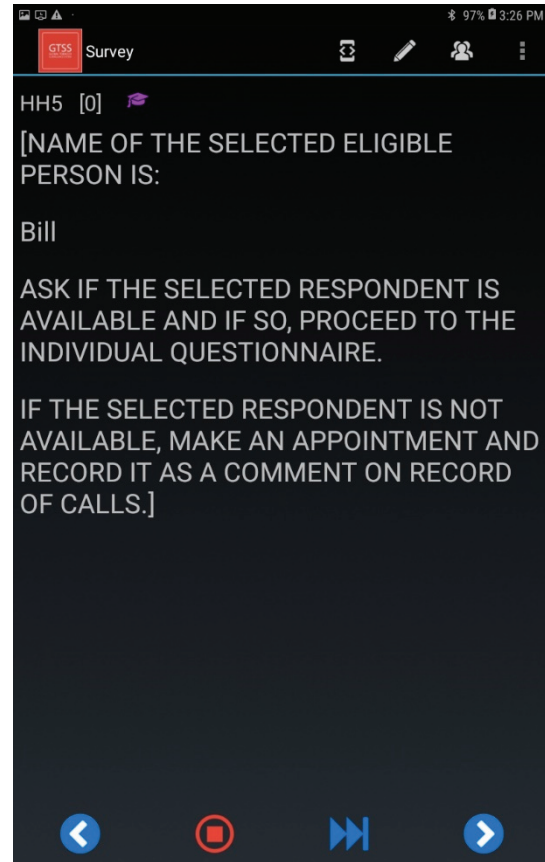 97% 3:26 PM
GTSS Survey
HH5 [0]
[NAME OF THE SELECTED ELIGIBLE
PERSON IS:
Bill
ASK IF THE SELECTED RESPONDENT IS
AVAILABLE AND IF SO, PROCEED TO THE
INDIVIDUAL QUESTIONNAIRE.
IF THE SELECTED RESPONDENT IS NOT
AVAILABLE, MAKE AN APPOINTMENT AND
RECORD IT AS A COMMENT ON RECORD
OF CALLS.]